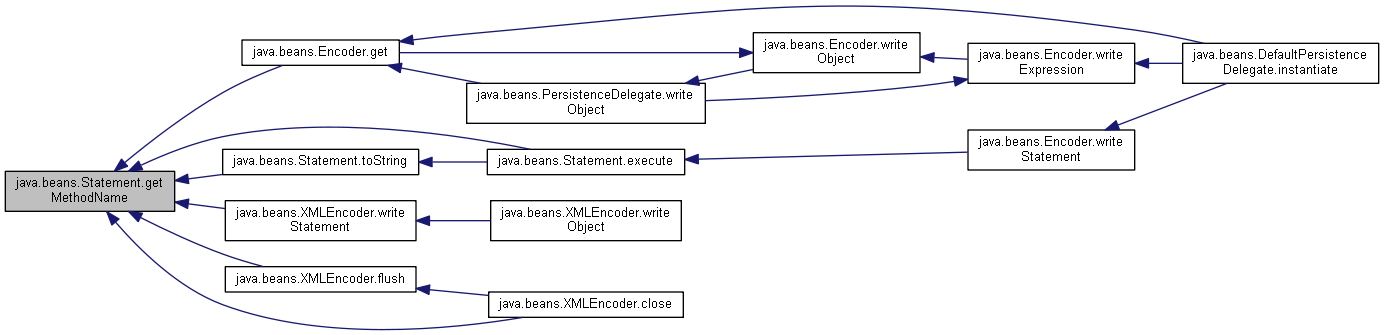 java.beans.Encoder.get
java.beans.Encoder.write
Object
java.beans.Encoder.write
Expression
java.beans.DefaultPersistence
Delegate.instantiate
java.beans.PersistenceDelegate.write
Object
java.beans.Encoder.write
Statement
java.beans.Statement.toString
java.beans.Statement.execute
java.beans.Statement.get
MethodName
java.beans.XMLEncoder.write
Statement
java.beans.XMLEncoder.write
Object
java.beans.XMLEncoder.flush
java.beans.XMLEncoder.close